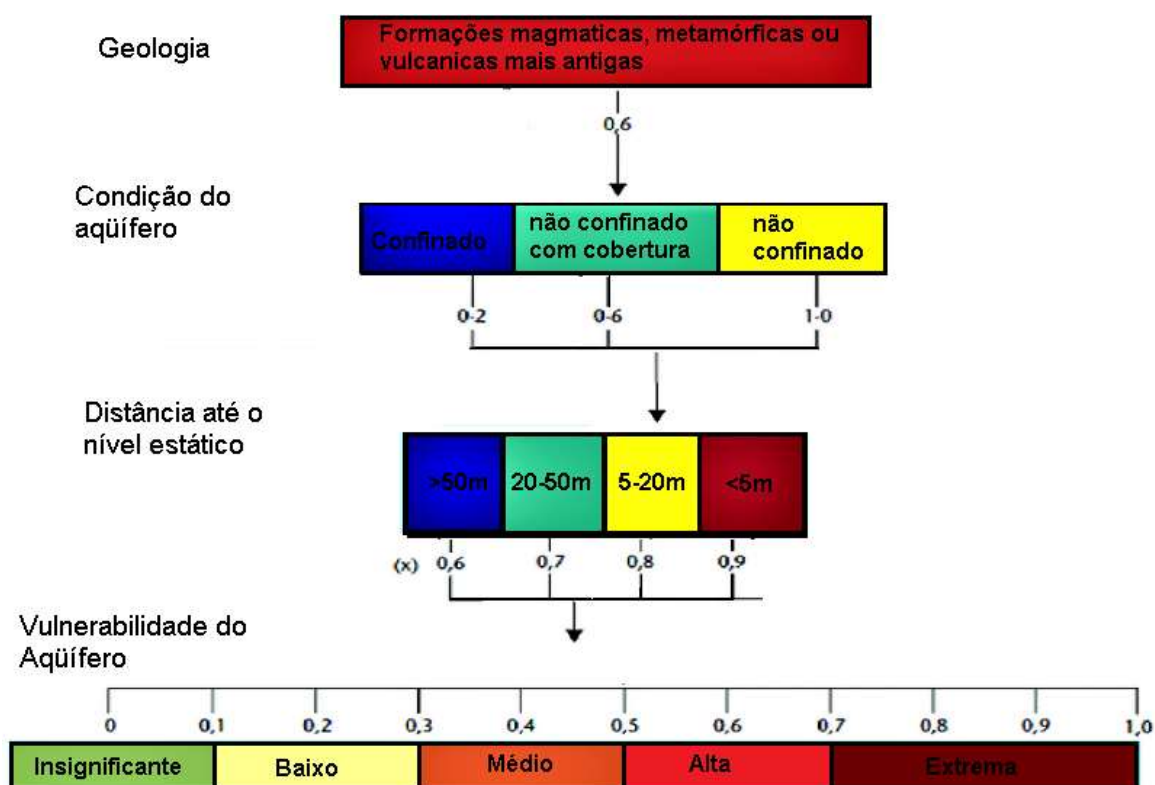 Geologia
Formações magmaticas, metamórficas ou
vulcanicas mais antigas
0,6
Condição do
aqüífero
Confinado
não confinado
com cobertura
não
confinado
0-2
0-6
1-0
Distância até o
nível estático
>50m
20-50m
5-20m
<5m
(x)
0,6
0,7
0,8
0,9
Vulnerabilidade do
Aqüífero
0
0,1
0,2
0,3
0,4
0,5
0,6
0,7
0,8
0,9
1,0
Insignificante
Baixo
Médio
Alta
Extrema